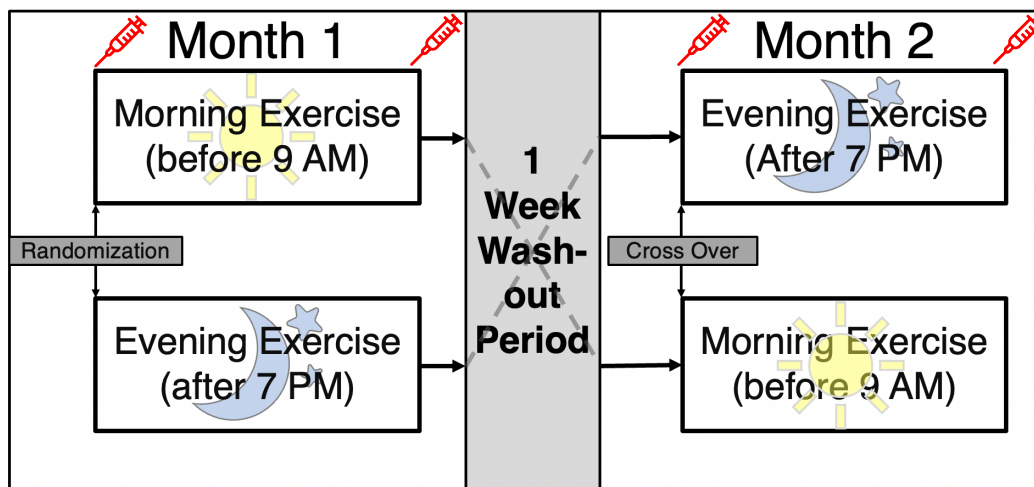 Month 1
Month 2
Morning Exercise
(before 9 AM)
Evening Exercise
(After 7 PM)
1
Week
Wash-
out
Period
Randomization
Cross Over
Evening Exercise
(after 7 PM)
Morning Exercise
(before 9 AM)